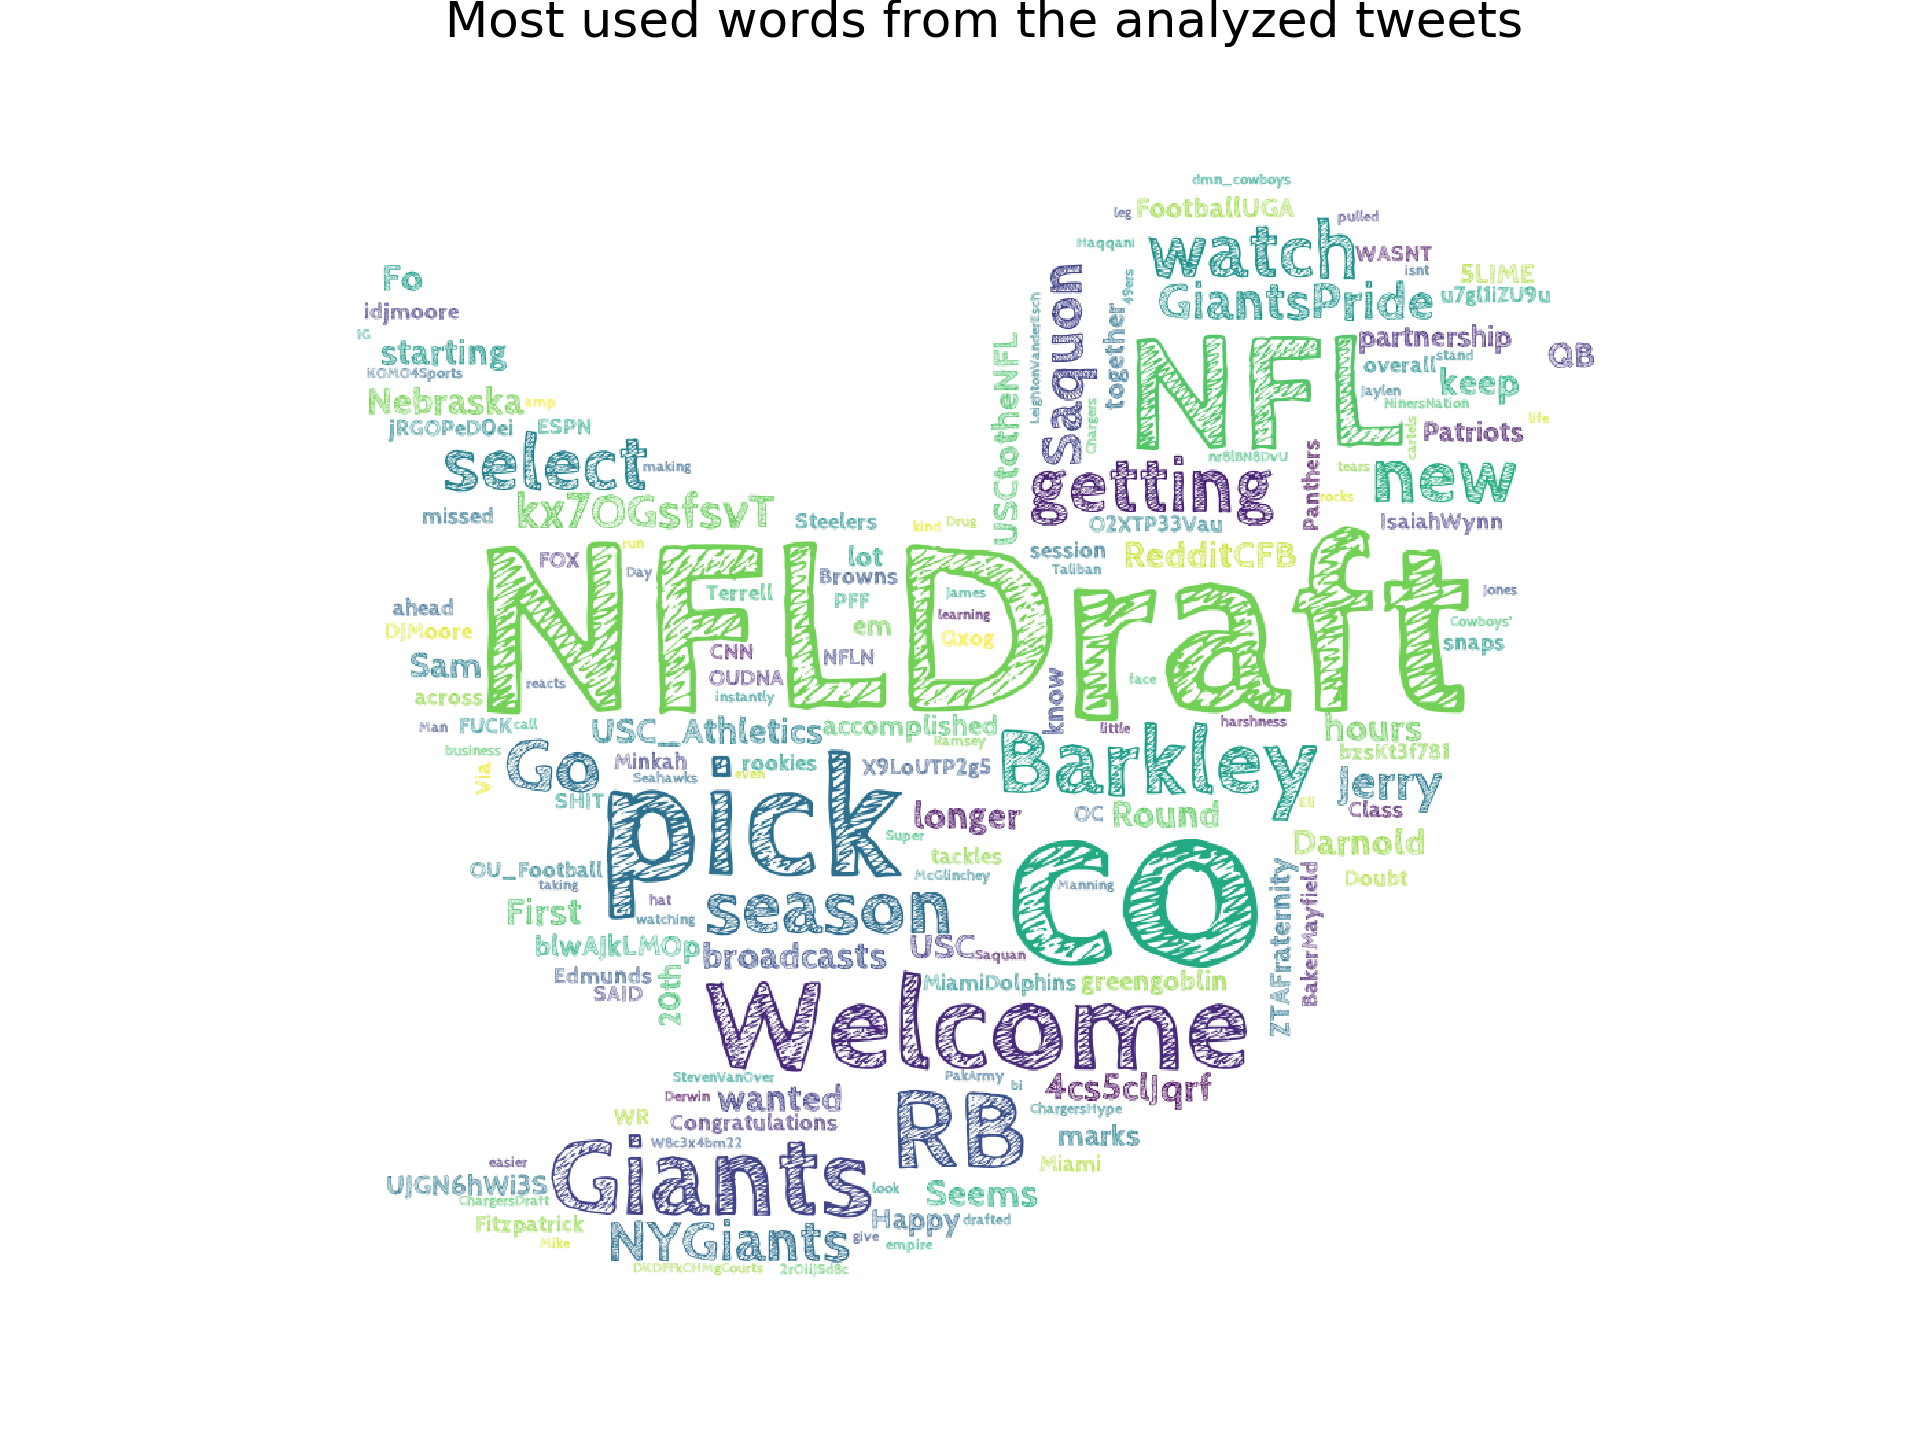 Most used words from the analyzed tweets
dmn_cowboys
leg FootballUGA pulled
Haqqani watch WASNT
Fo isnt 5LIME
49ers GiantsPride u7gl1iZU9u
idjmoore LeightonVanderEsch Saquon together
IG NFL partnership
starting USCtotheNFL overall stand QB
KOMO4Sports keep
Nebraska amp Chargers Jaylen NinersNation
jRGOPeDOei ESPN cartels Patriots life
select making nr8lBN8DvU tears new
getting Panthers rocks
kx7OGsfsvT
missed Steelers kind Drug O2XTP33Vau IsaiahWynn
FOX run lot session RedditCFB
Day Browns Taliban
NFLDraft
Terrell PFF James Jones
ahead learning
DJMoore em Qxog Cowboys'
snaps
Sam CNN NFLN
reacts OUDNA know face
across instantly
Man FUCK call USC_Athletics accomplished little harshness hours
business Ramsey bzsKt3f781
Go Minkah rookies X9LoUTP2g5 Barkley
Via Seahawks even Jerry
SHIT pick longer OC Round Eli Class
Super
tackles co Darnold
OU_Football McGlinchey Doubt
taking Manning
hat season ZTAFraternity BakerMayfield
First watching
blwAJkLMOp broadcasts USC Saquan
Edmunds MiamiDolphins greengoblin
SAID 20th
Welcome
StevenVanOver PakArmy bi 4cs5clJqrf
Derwin wanted RB ChargersHype
WR Congratulations marks
W8c3x4bm22
easier Giants Miami
UJGN6hWi3S look Seems
ChargersDraft
Fitzpatrick Happy drafted
Mike NYGiants give empire
DKDFFkCHMgCourts 2rOiiJSd8c